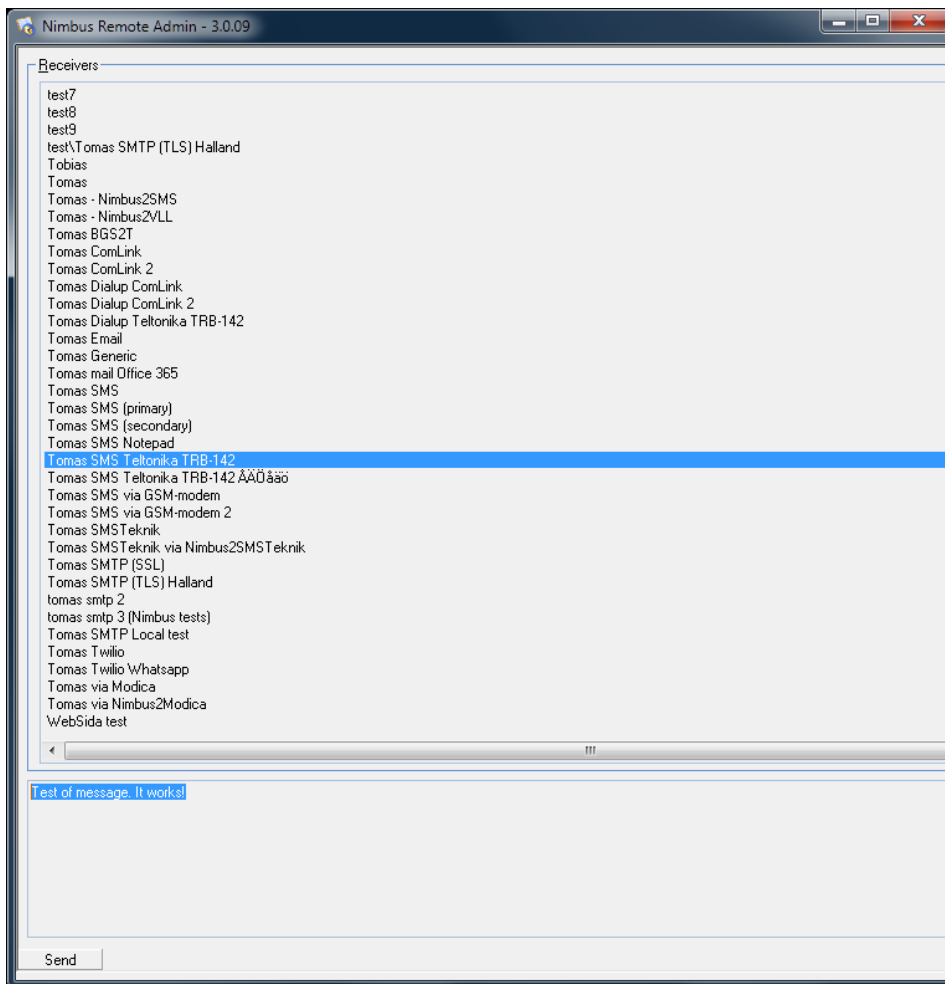 Nimbus Remote Admin - 3.0.09
Receivers
test7
test8
test9
test\Tomas SMTP (TLS) Halland
Tobias
Tomas
Tomas - Nimbus2SMS
Tomas - Nimbus2VLL
Tomas BGS2T
Tomas ComLink
Tomas ComLink 2
Tomas Dialup ComLink
Tomas Dialup ComLink 2
Tomas Dialup Teltonika TRB-142
Tomas Email
Tomas Generic
Tomas mail Office 365
Tomas SMS
Tomas SMS (primary)
Tomas SMS (secondary)
Tomas SMS Notepad
Tomas SMS Teltonika TRB-142
Tomas SMS Teltonika TRB-142 ÅÄÖåäö
Tomas SMS via GSM-modem
Tomas SMS via GSM-modem 2
Tomas SMSTeknik
Tomas SMSTeknik via Nimbus2SMSTeknik
Tomas SMTP (SSL)
Tomas SMTP (TLS) Halland
tomas smtp 2
tomas smtp 3 (Nimbus tests)
Tomas SMTP Local test
Tomas Twilio
Tomas Twilio Whatsapp
Tomas via Modica
Tomas via Nimbus2Modica
WebSida test
Test of message. It works!
Send